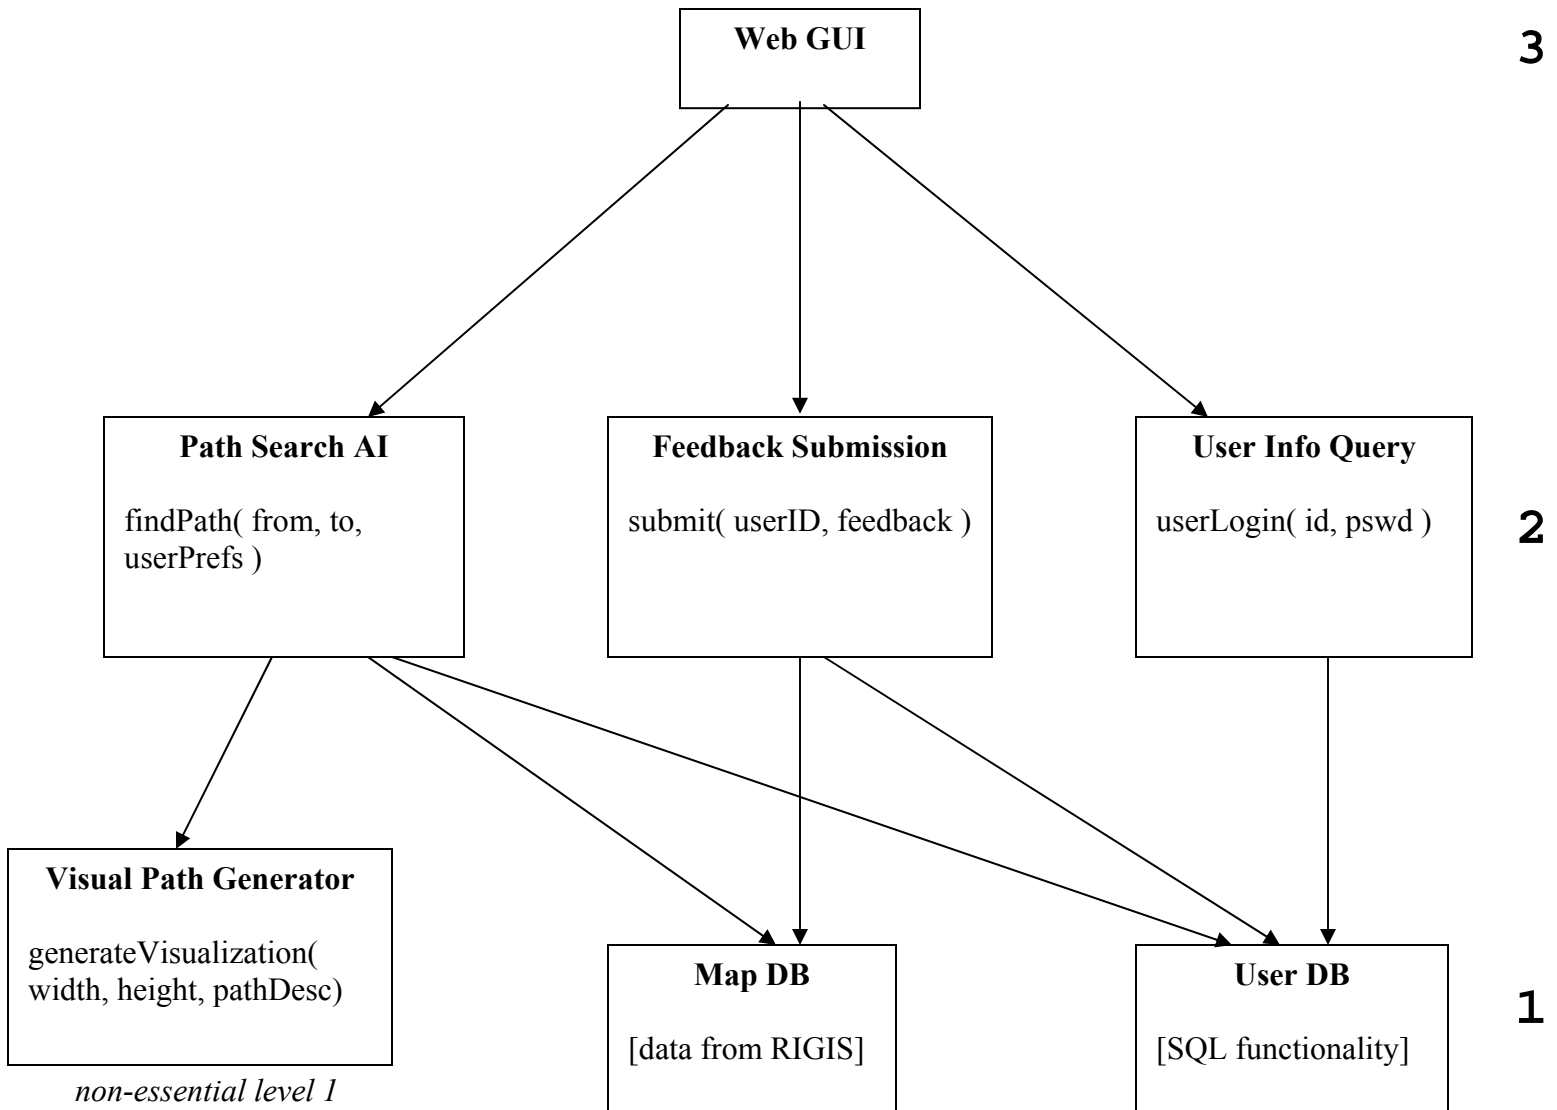 Web GUI
3
Path Search AI
findPath( from, to,
userPrefs )
Feedback Submission
submit( userID, feedback )
User Info Query
userLogin( id, pswd )
2
Visual Path Generator
generateVisualization(
width, height, pathDesc)
non-essential level 1
Map DB
[data from RIGIS]
User DB
[SQL functionality]
1